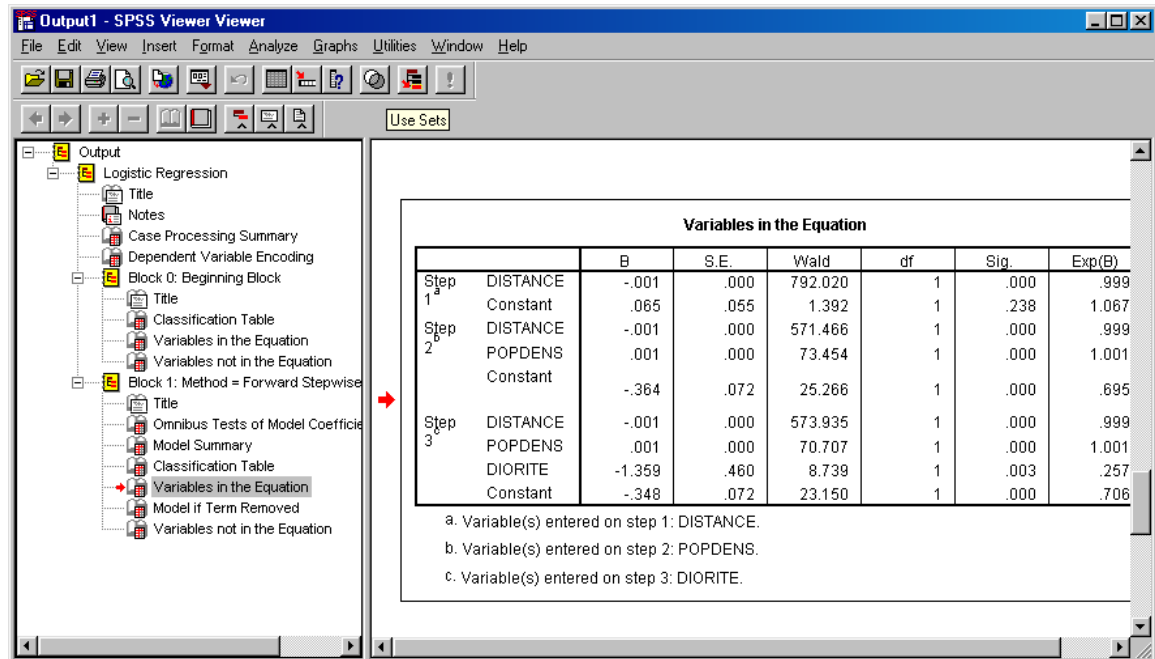 Output1 - SPSS Viewer Viewer
File Edit View Insert Format Analyze Graphs Utilities Window Help
Use Sets
Output
Logistic Regression
Title
Notes
Case Processing Summary
Dependent Variable Encoding
Block 0: Beginning Block
Title
Classification Table
Variables in the Equation
Variables not in the Equation
Block 1: Method = Forward Stepwise
Title
Omnibus Tests of Model Coefficie
Model Summary
Classification Table
Variables in the Equation
Model if Term Removed
Variables not in the Equation
Variables in the Equation
B S.E. Wald df Sig. Exp(B)
Step 1a DISTANCE -.001 .000 792.020 1 .000 .999
Constant .065 .055 1.392 1 .238 1.067
Step 2b DISTANCE -.001 .000 571.466 1 .000 .999
POPDENS .001 .000 73.454 1 .000 1.001
Constant -.364 .072 25.266 1 .000 .695
Step 3c DISTANCE -.001 .000 573.935 1 .000 .999
POPDENS .001 .000 70.707 1 .000 1.001
DIORITE -1.359 .460 8.739 1 .003 .257
Constant -.348 .072 23.150 1 .000 .706
a. Variable(s) entered on step 1: DISTANCE.
b. Variable(s) entered on step 2: POPDENS.
c. Variable(s) entered on step 3: DIORITE.